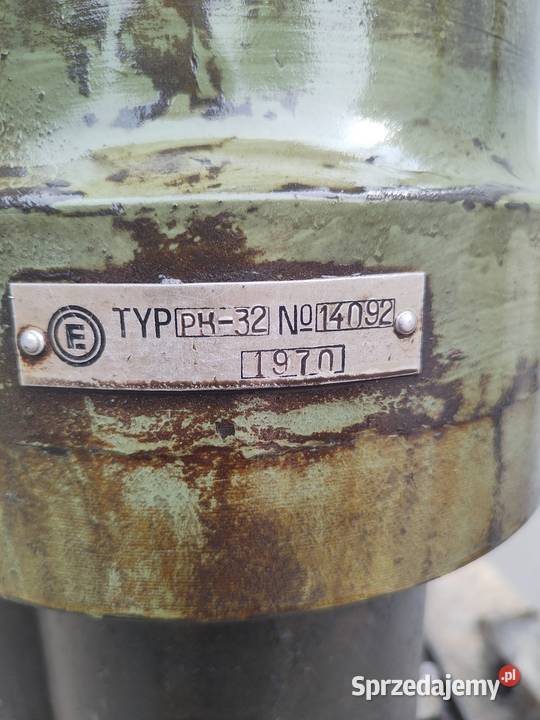 E TYP PK-32 № 14092
1970
Sprzedajemy.pl